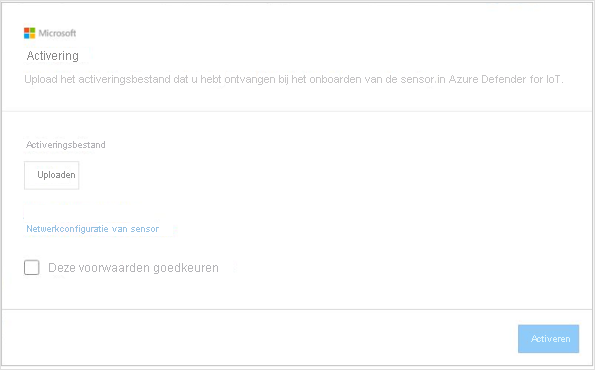 Microsoft
Activering
Upload het activeringsbestand dat u hebt ontvangen bij het onboarden van de sensor.in Azure Defender for IoT.
Activeringsbestand
Uploaden
Netwerkconfiguratie van sensor
Deze voorwaarden goedkeuren
Activeren